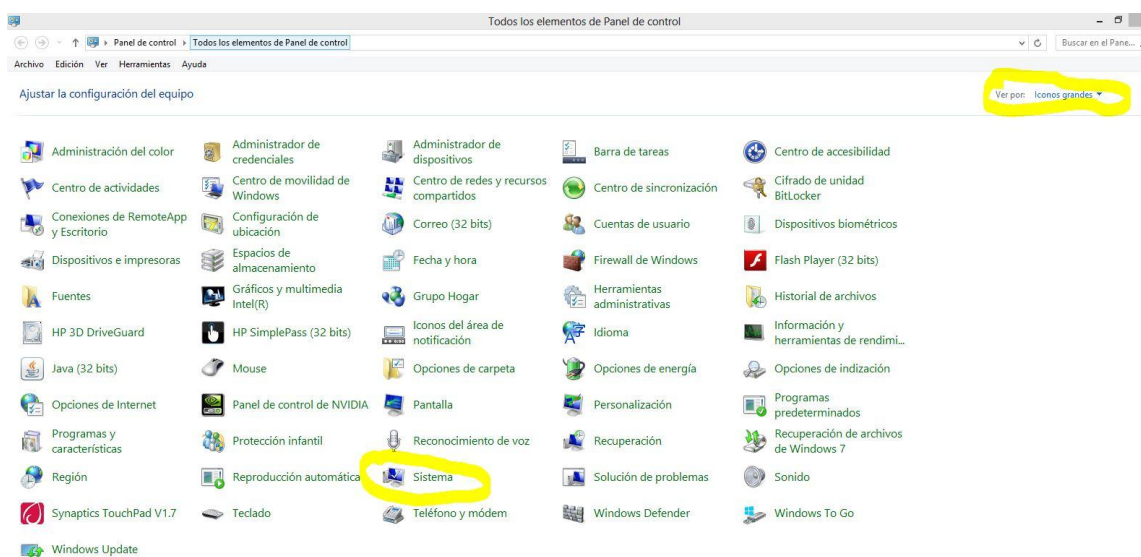 Todos los elementos de Panel de control
Panel de control Todos los elementos de Panel de control
Buscar en el Pane...
Archivo Edición Ver Herramientas Ayuda
Ajustar la configuración del equipo
Ver por: Iconos grandes
Administración del color
Administrador de
credenciales
Administrador de
dispositivos
Barra de tareas
Centro de accesibilidad
Centro de actividades
Centro de movilidad de
Windows
Centro de redes y recursos
compartidos
Centro de sincronización
Cifrado de unidad
BitLocker
Conexiones de RemoteApp
y Escritorio
Configuración de
ubicación
Correo (32 bits)
Cuentas de usuario
Dispositivos biométricos
Dispositivos e impresoras
Espacios de
almacenamiento
Fecha y hora
Firewall de Windows
Flash Player (32 bits)
Fuentes
Gráficos y multimedia
Intel(R)
Grupo Hogar
Herramientas
administrativas
Historial de archivos
HP 3D DriveGuard
HP SimplePass (32 bits)
Iconos del área de
notificación
Idioma
Información y
herramientas de rendimi...
Java (32 bits)
Mouse
Opciones de carpeta
Opciones de energía
Opciones de indización
Opciones de Internet
Panel de control de NVIDIA
Pantalla
Personalización
Programas
predeterminados
Programas y
características
Protección infantil
Reconocimiento de voz
Recuperación
Recuperación de archivos
de Windows 7
Región
Reproducción automática
Sistema
Solución de problemas
Sonido
Synaptics TouchPad V1.7
Teclado
Teléfono y módem
Windows Defender
Windows To Go
Windows Update